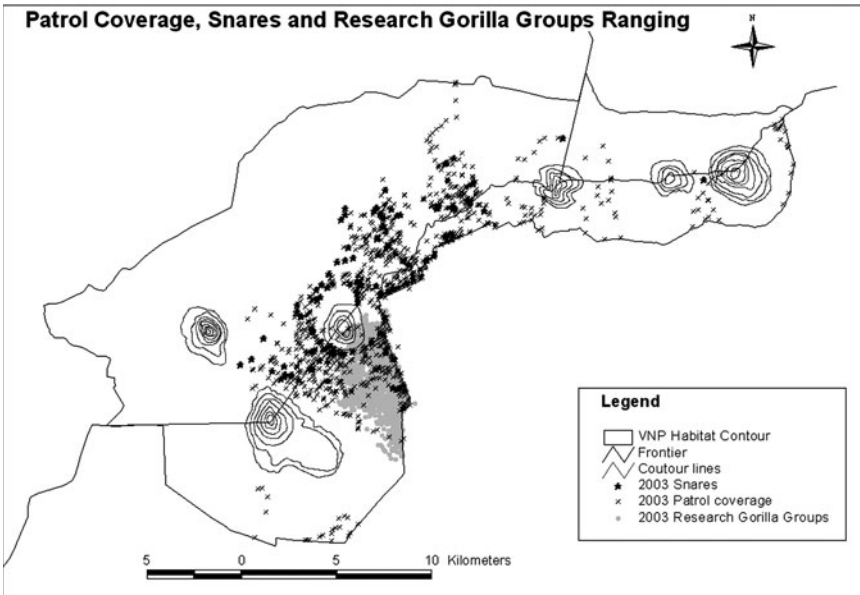 Patrol Coverage, Snares and Research Gorilla Groups Ranging
N
Legend
VNP Habitat Contour
Frontier
Coutour lines
2003 Snares
2003 Patrol coverage
2003 Research Gorilla Groups
5 0 5 10 Kilometers